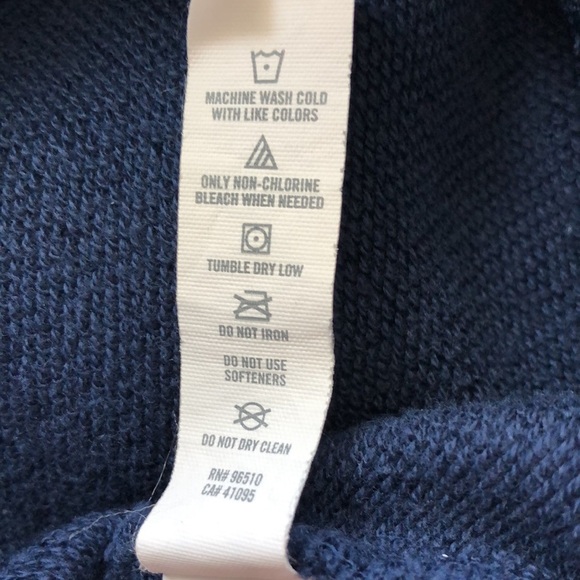 MACHINE WASH COLD
WITH LIKE COLORS
ONLY NON-CHLORINE
BLEACH WHEN NEEDED
TUMBLE DRY LOW
DO NOT IRON
DO NOT USE
SOFTENERS
DO NOT DRY CLEAN
RN# 96510
CA# 41095